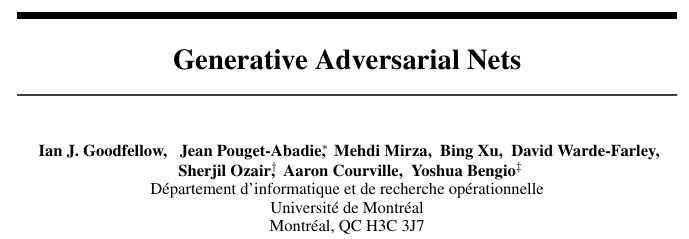 Generative Adversarial Nets
Ian J. Goodfellow, Jean Pouget-Abadie,* Mehdi Mirza, Bing Xu, David Warde-Farley,
Sherjil Ozair,† Aaron Courville, Yoshua Bengio‡
Département d'informatique et de recherche opérationnelle
Université de Montréal
Montréal, QC H3C 3J7